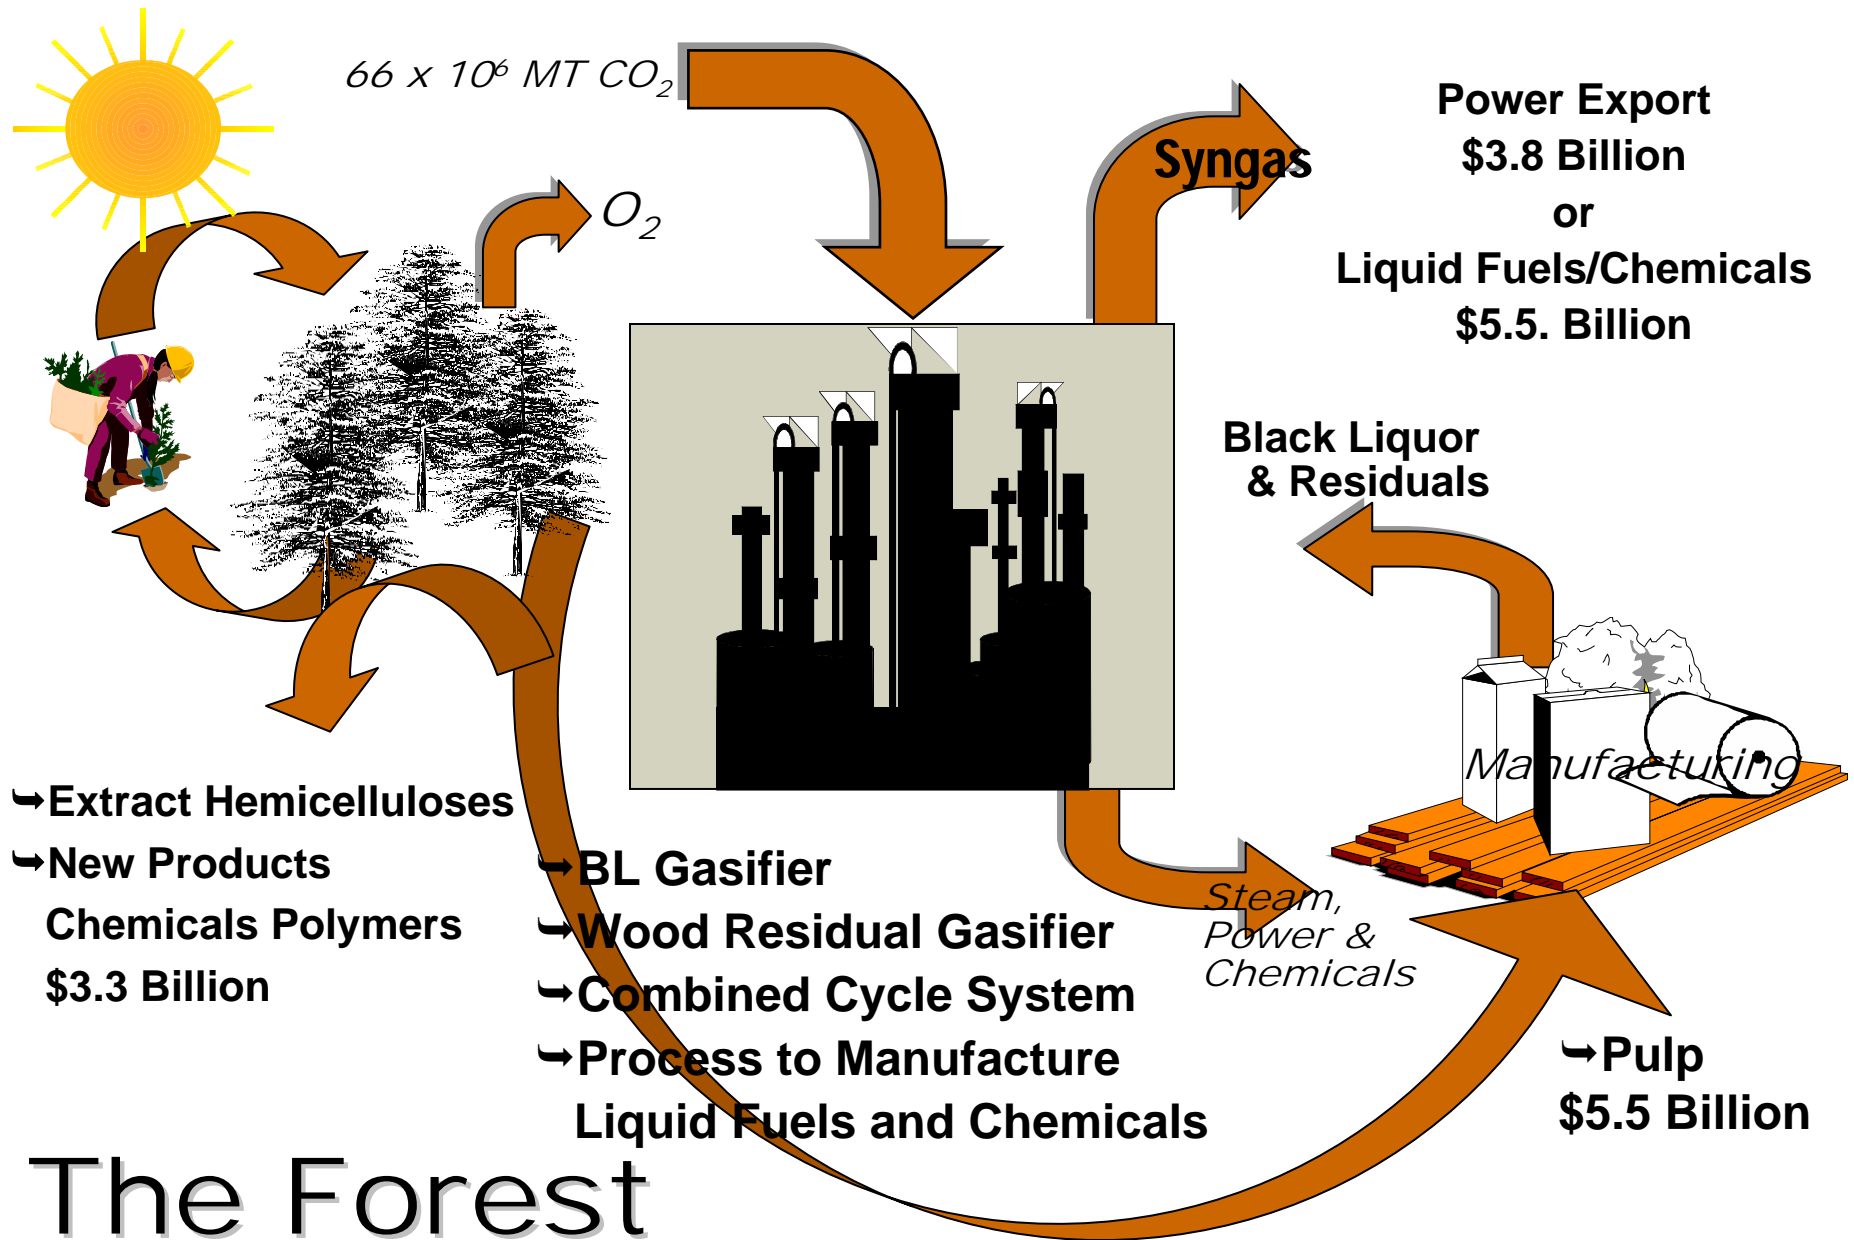 66 x 10⁶ MT CO₂
O₂
Syngas
Power Export
$3.8 Billion
or
Liquid Fuels/Chemicals
$5.5. Billion
Black Liquor
& Residuals
Manufacturing
Steam,
Power &
Chemicals
➥Extract Hemicelluloses
➥New Products
Chemicals Polymers
$3.3 Billion
➥BL Gasifier
➥Wood Residual Gasifier
➥Combined Cycle System
➥Process to Manufacture
Liquid Fuels and Chemicals
➥Pulp
$5.5 Billion
The Forest